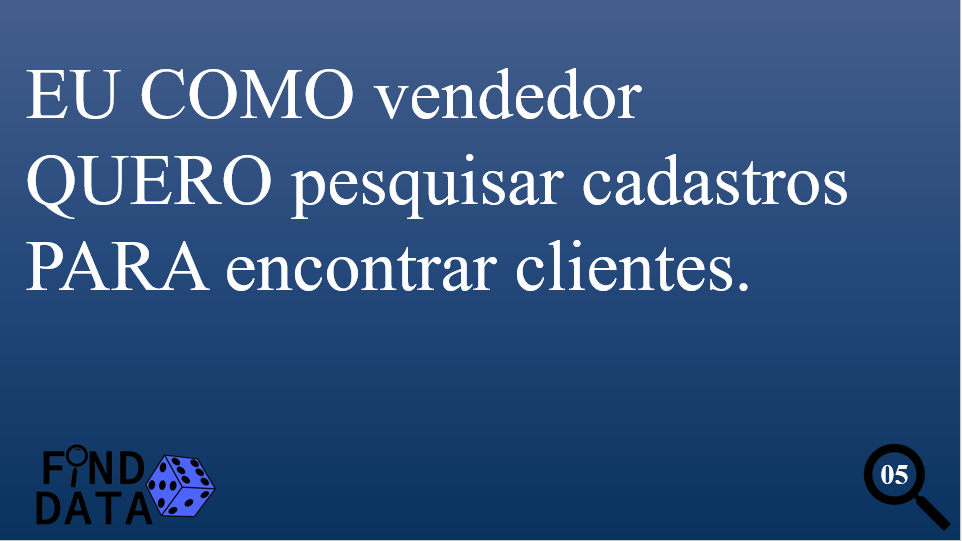 EU COMO vendedor
QUERO pesquisar cadastros
PARA encontrar clientes.
FiND
DATA
05